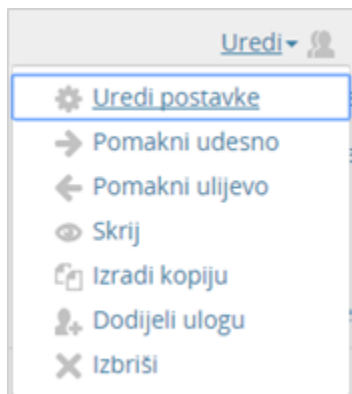 Uredi
Uredi postavke
Pomakni udesno
Pomakni ulijevo
Skrij
Izradi kopiju
Dodijeli ulogu
Izbriši